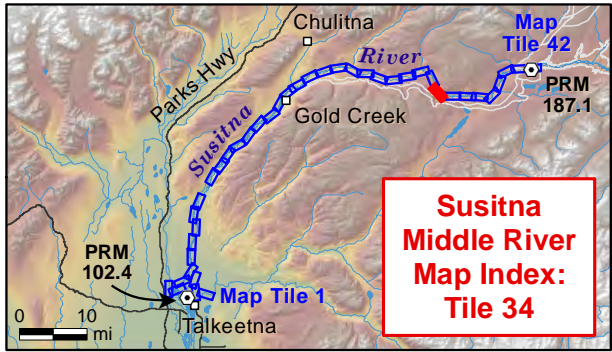 Chulitna
Map
Tile 42
River
Parks Hwy
PRM
187.1
Gold Creek
Susitna
Susitna
Middle River
Map Index:
Tile 34
PRM
102.4
Map Tile 1
0 10
mi
Talkeetna